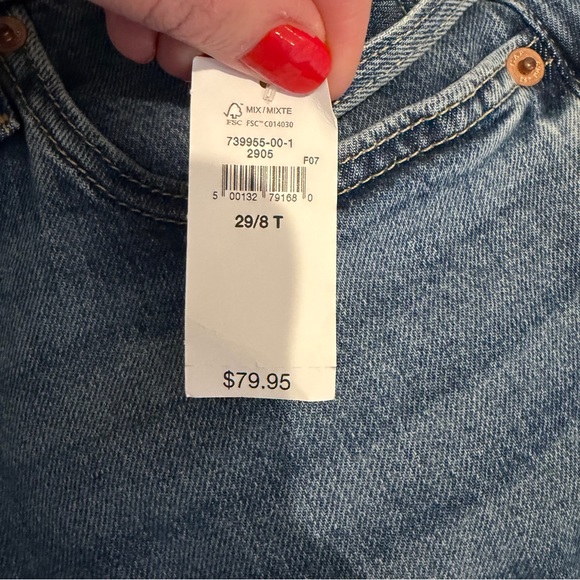 MIX / MIXTE
FSC FSC™ C014030
739955-00-1
2905
F07
5 00132 79168 0
29/8 T
$79.95